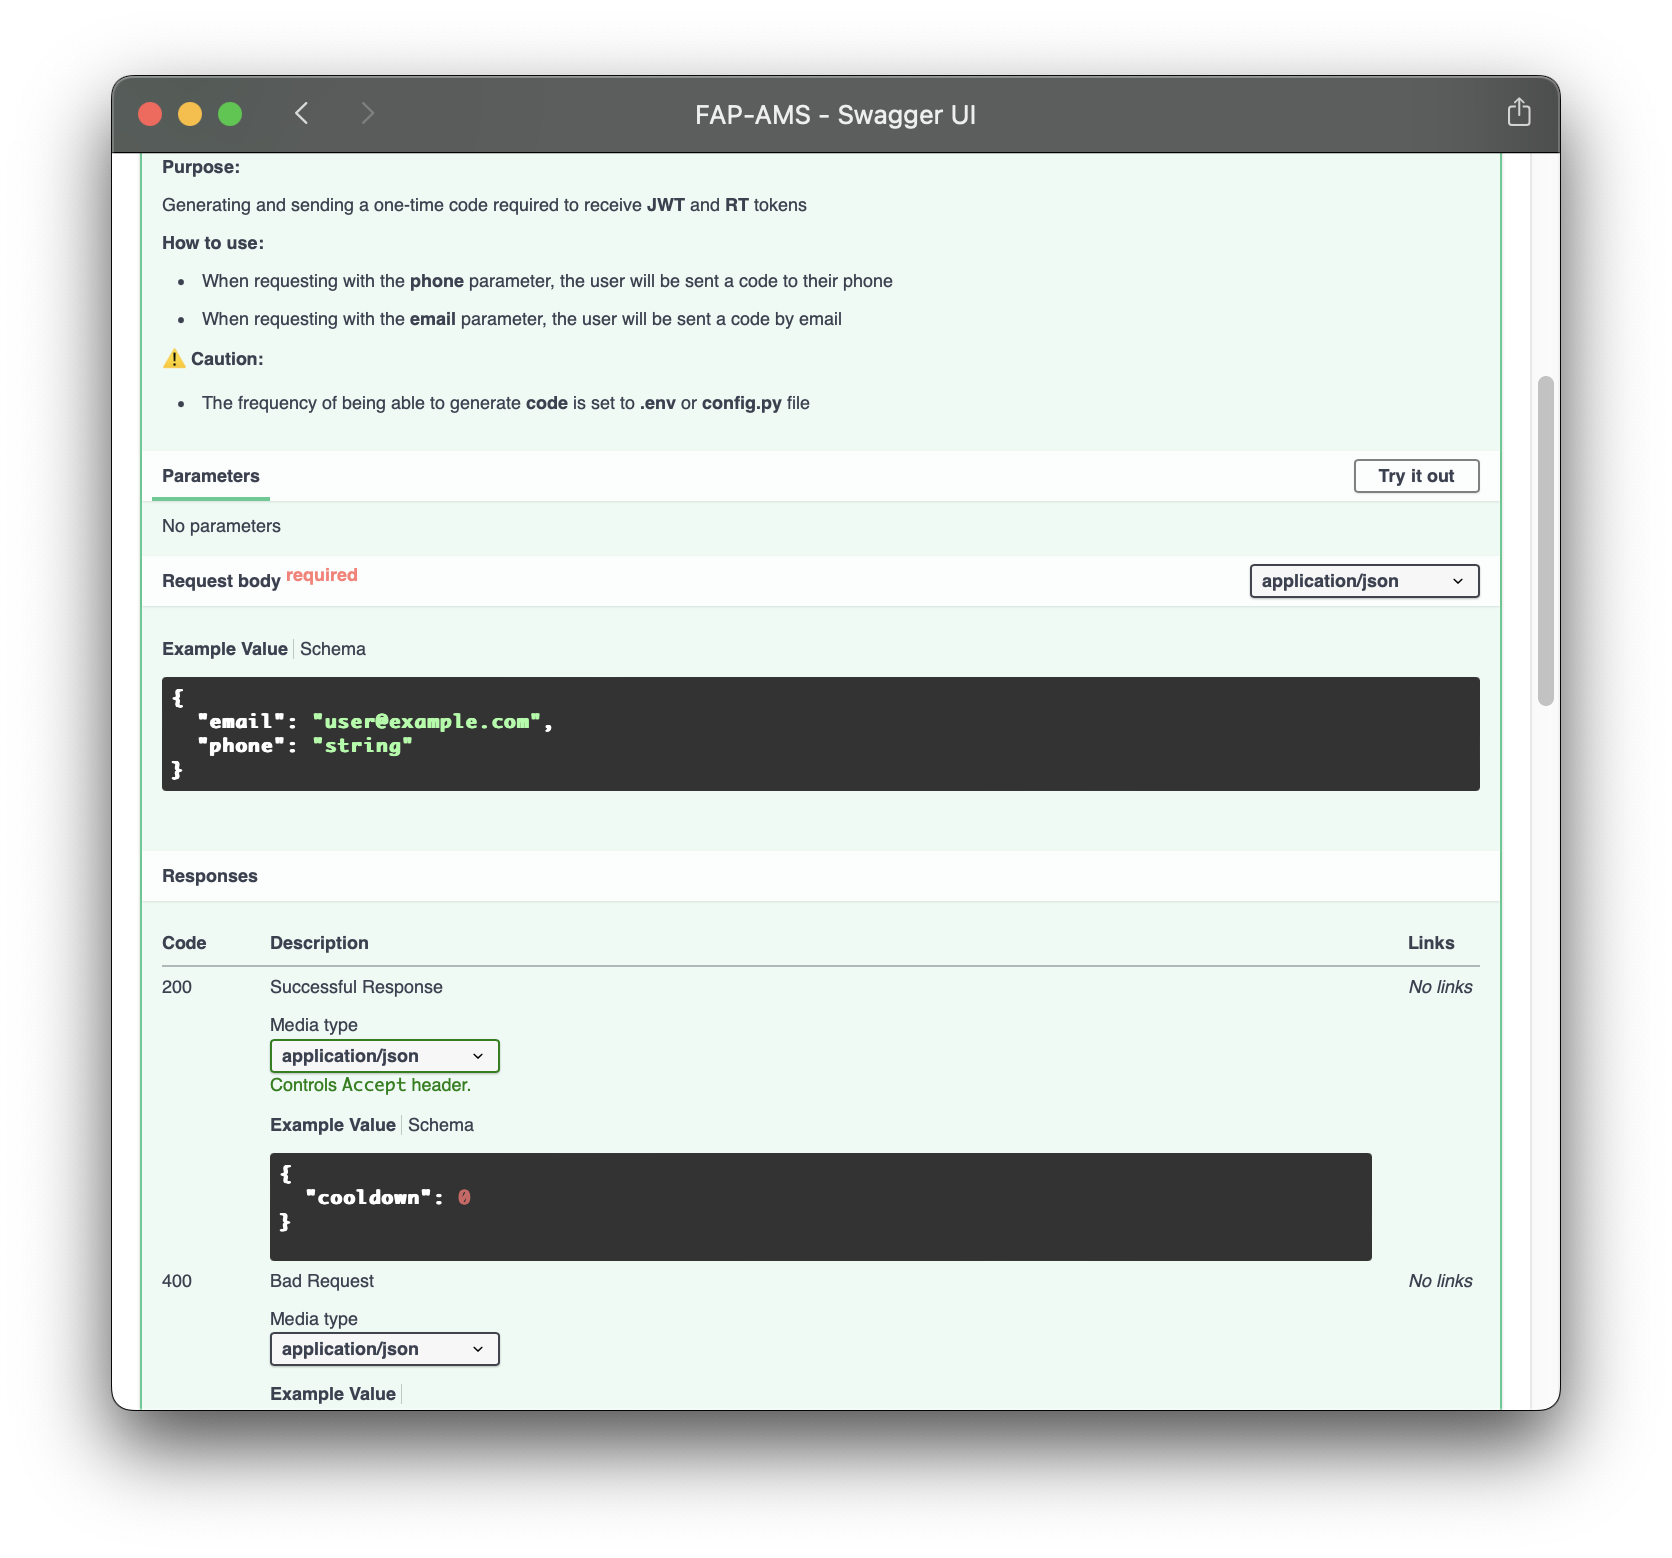 FAP-AMS - Swagger UI
Purpose:
Generating and sending a one-time code required to receive JWT and RT tokens
How to use:
• When requesting with the phone parameter, the user will be sent a code to their phone
• When requesting with the email parameter, the user will be sent a code by email
⚠️ Caution:
• The frequency of being able to generate code is set to .env or config.py file
Parameters
Try it out
No parameters
Request body required
application/json
Example Value Schema
{
"email": "user@example.com",
"phone": "string"
}
Responses
Code Description Links
200 Successful Response No links
Media type
application/json
Controls Accept header.
Example Value Schema
{
"cooldown": 0
}
400 Bad Request No links
Media type
application/json
Example Value